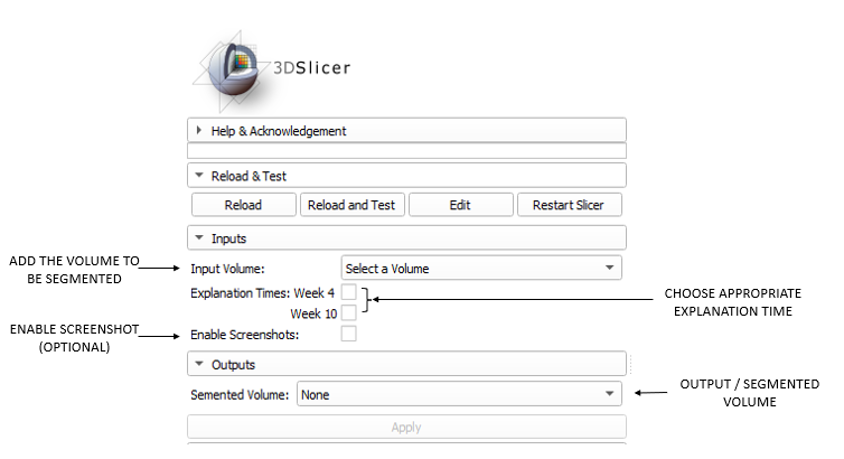 3DSlicer
Help & Acknowledgement
Reload & Test
Reload Reload and Test Edit Restart Slicer
Inputs
ADD THE VOLUME TO
BE SEGMENTED
Input Volume: Select a Volume
Explanation Times: Week 4
Week 10
CHOOSE APPROPRIATE
EXPLANATION TIME
ENABLE SCREENSHOT
(OPTIONAL)
Enable Screenshots:
Outputs
Semented Volume: None
OUTPUT / SEGMENTED
VOLUME
Apply